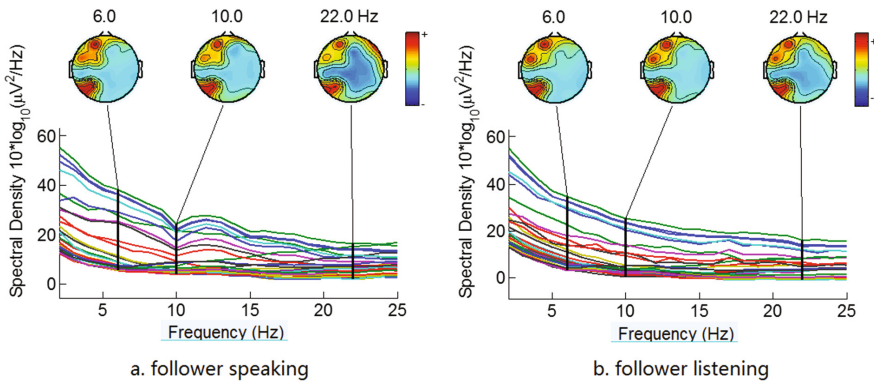 6.0 10.0 22.0 Hz
+
-
Spectral Density 10*log10(μV2/Hz)
60
40
20
0
5 10 15 20 25
Frequency (Hz)
a. follower speaking
6.0 10.0 22.0 Hz
+
-
Spectral Density 10*log10(μV2/Hz)
60
40
20
0
5 10 15 20 25
Frequency (Hz)
b. follower listening